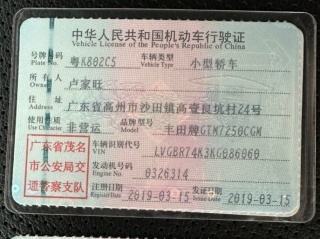 中华人民共和国机动车行驶证
Vehicle License of the People's Republic of China
号牌号码 粤K802C5 车辆类型 小型轿车
Plate No. Vehicle Type
所有人 卢家旺
Owner
住址 广东省高州市沙田镇高壹良坑村24号
Address
使用性质 非营运 品牌型号 丰田牌GTM7250CGM
Use Character Model
广东省茂名
市公安局交
通警察支队
车辆识别代号 LVGBR74K3KG086060
VIN
发动机号码 0326314
Engine No.
注册日期 2019-03-15 发证日期 2019-03-15
Register Date Issue Date